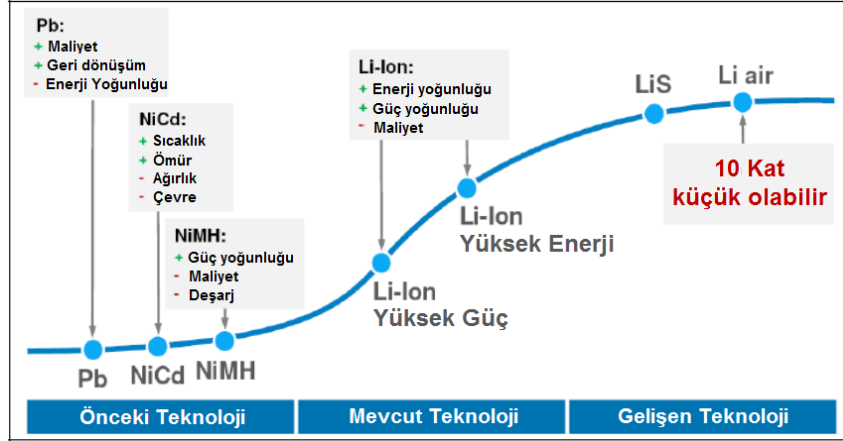 Pb:
+ Maliyet
+ Geri dönüşüm
- Enerji Yoğunluğu
NiCd:
+ Sıcaklık
+ Ömür
- Ağırlık
- Çevre
NiMH:
+ Güç yoğunluğu
- Maliyet
- Deşarj
Li-Ion:
+ Enerji yoğunluğu
+ Güç yoğunluğu
- Maliyet
LiS
Li air
10 Kat
küçük olabilir
Li-Ion
Yüksek Enerji
Li-Ion
Yüksek Güç
Pb
NiCd
NiMH
Önceki Teknoloji
Mevcut Teknoloji
Gelişen Teknoloji